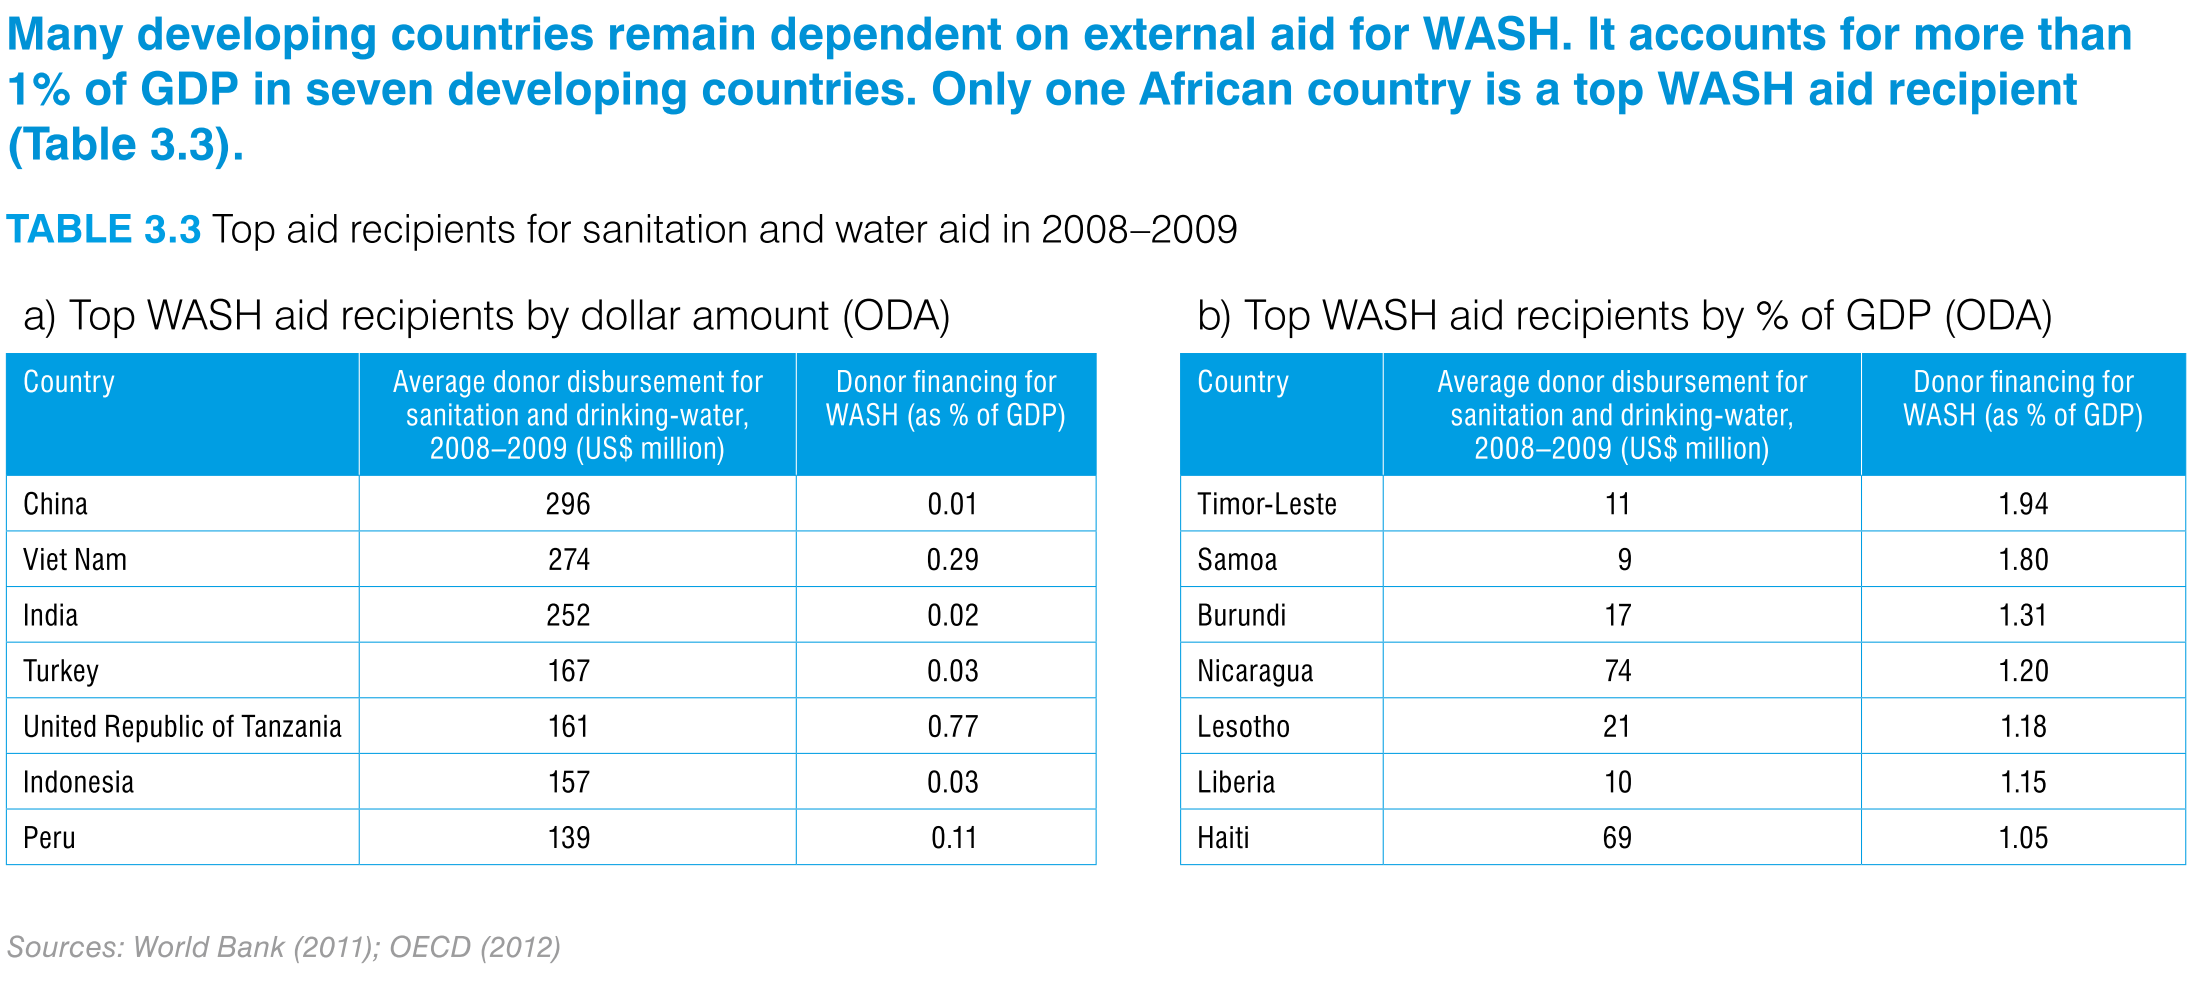 Many developing countries remain dependent on external aid for WASH. It accounts for more than
1% of GDP in seven developing countries. Only one African country is a top WASH aid recipient
(Table 3.3).
TABLE 3.3 Top aid recipients for sanitation and water aid in 2008–2009
a) Top WASH aid recipients by dollar amount (ODA)
Country
Average donor disbursement for
sanitation and drinking-water,
2008–2009 (US$ million)
Donor financing for
WASH (as % of GDP)
China 296 0.01
Viet Nam 274 0.29
India 252 0.02
Turkey 167 0.03
United Republic of Tanzania 161 0.77
Indonesia 157 0.03
Peru 139 0.11
b) Top WASH aid recipients by % of GDP (ODA)
Country
Average donor disbursement for
sanitation and drinking-water,
2008–2009 (US$ million)
Donor financing for
WASH (as % of GDP)
Timor-Leste 11 1.94
Samoa 9 1.80
Burundi 17 1.31
Nicaragua 74 1.20
Lesotho 21 1.18
Liberia 10 1.15
Haiti 69 1.05
Sources: World Bank (2011); OECD (2012)